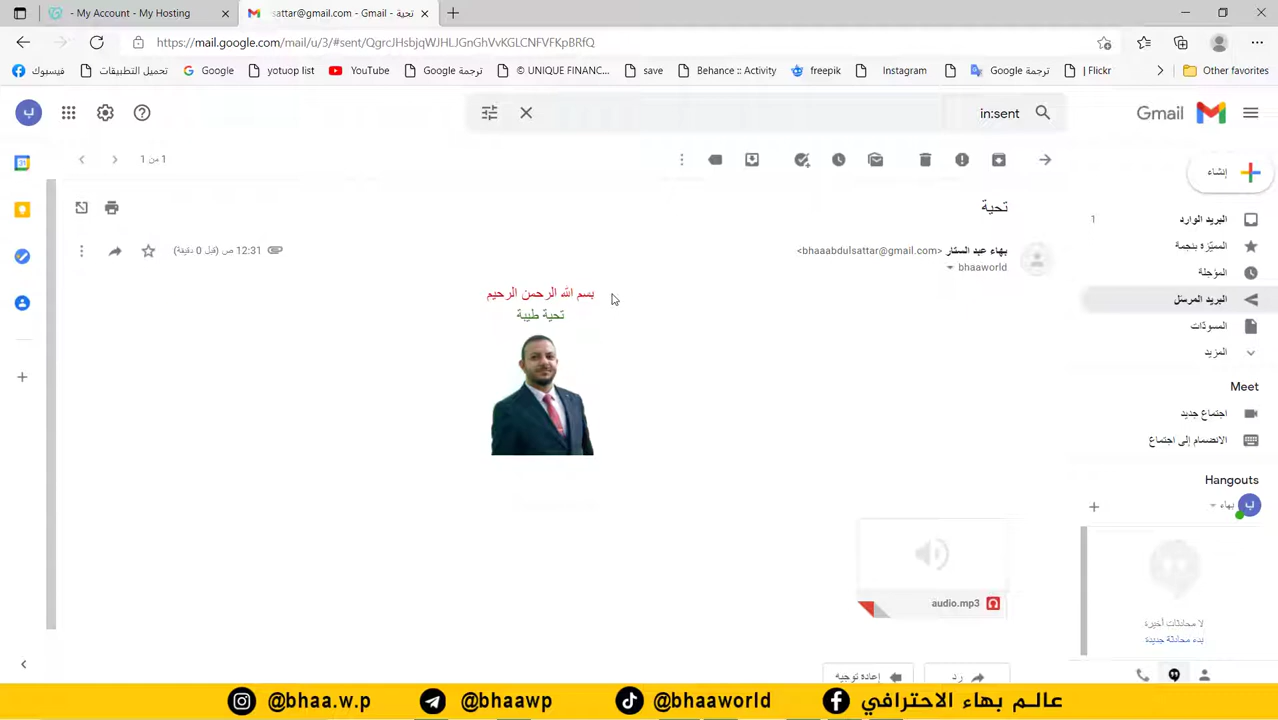 - My Account - My Hosting
sattar@gmail.com - Gmail - تحية
https://mail.google.com/mail/u/3/#sent/QgrcJHsbjqWJHLJGnGhVvKGLCNFVFKpBRfQ
فيسبوك
تحميل التطبيقات
Google
yotuop list
YouTube
ترجمة Google
© UNIQUE FINANC...
save
Behance :: Activity
freepik
Instagram
ترجمة Google
| Flickr
Other favorites
ب
in:sent
Gmail
1 من 1
إنشاء
تحية
البريد الوارد
1
بهاء عبد الستار <bhaaabdulsattar@gmail.com>
12:31 ص (قبل 0 دقيقة)
bhaaworld
المميّزة بنجمة
المؤجلة
البريد المرسَل
المسودّات
المزيد
بسم الله الرحمن الرحيم
تحية طيبة
Meet
اجتماع جديد
الانضمام إلى اجتماع
Hangouts
بهاء
ب
audio.mp3
لا محادثات أخيرة
بدء محادثة جديدة
رد
إعادة توجيه
@bhaa.w.p
@bhaawp
@bhaaworld
عالم بهاء الاحترافي